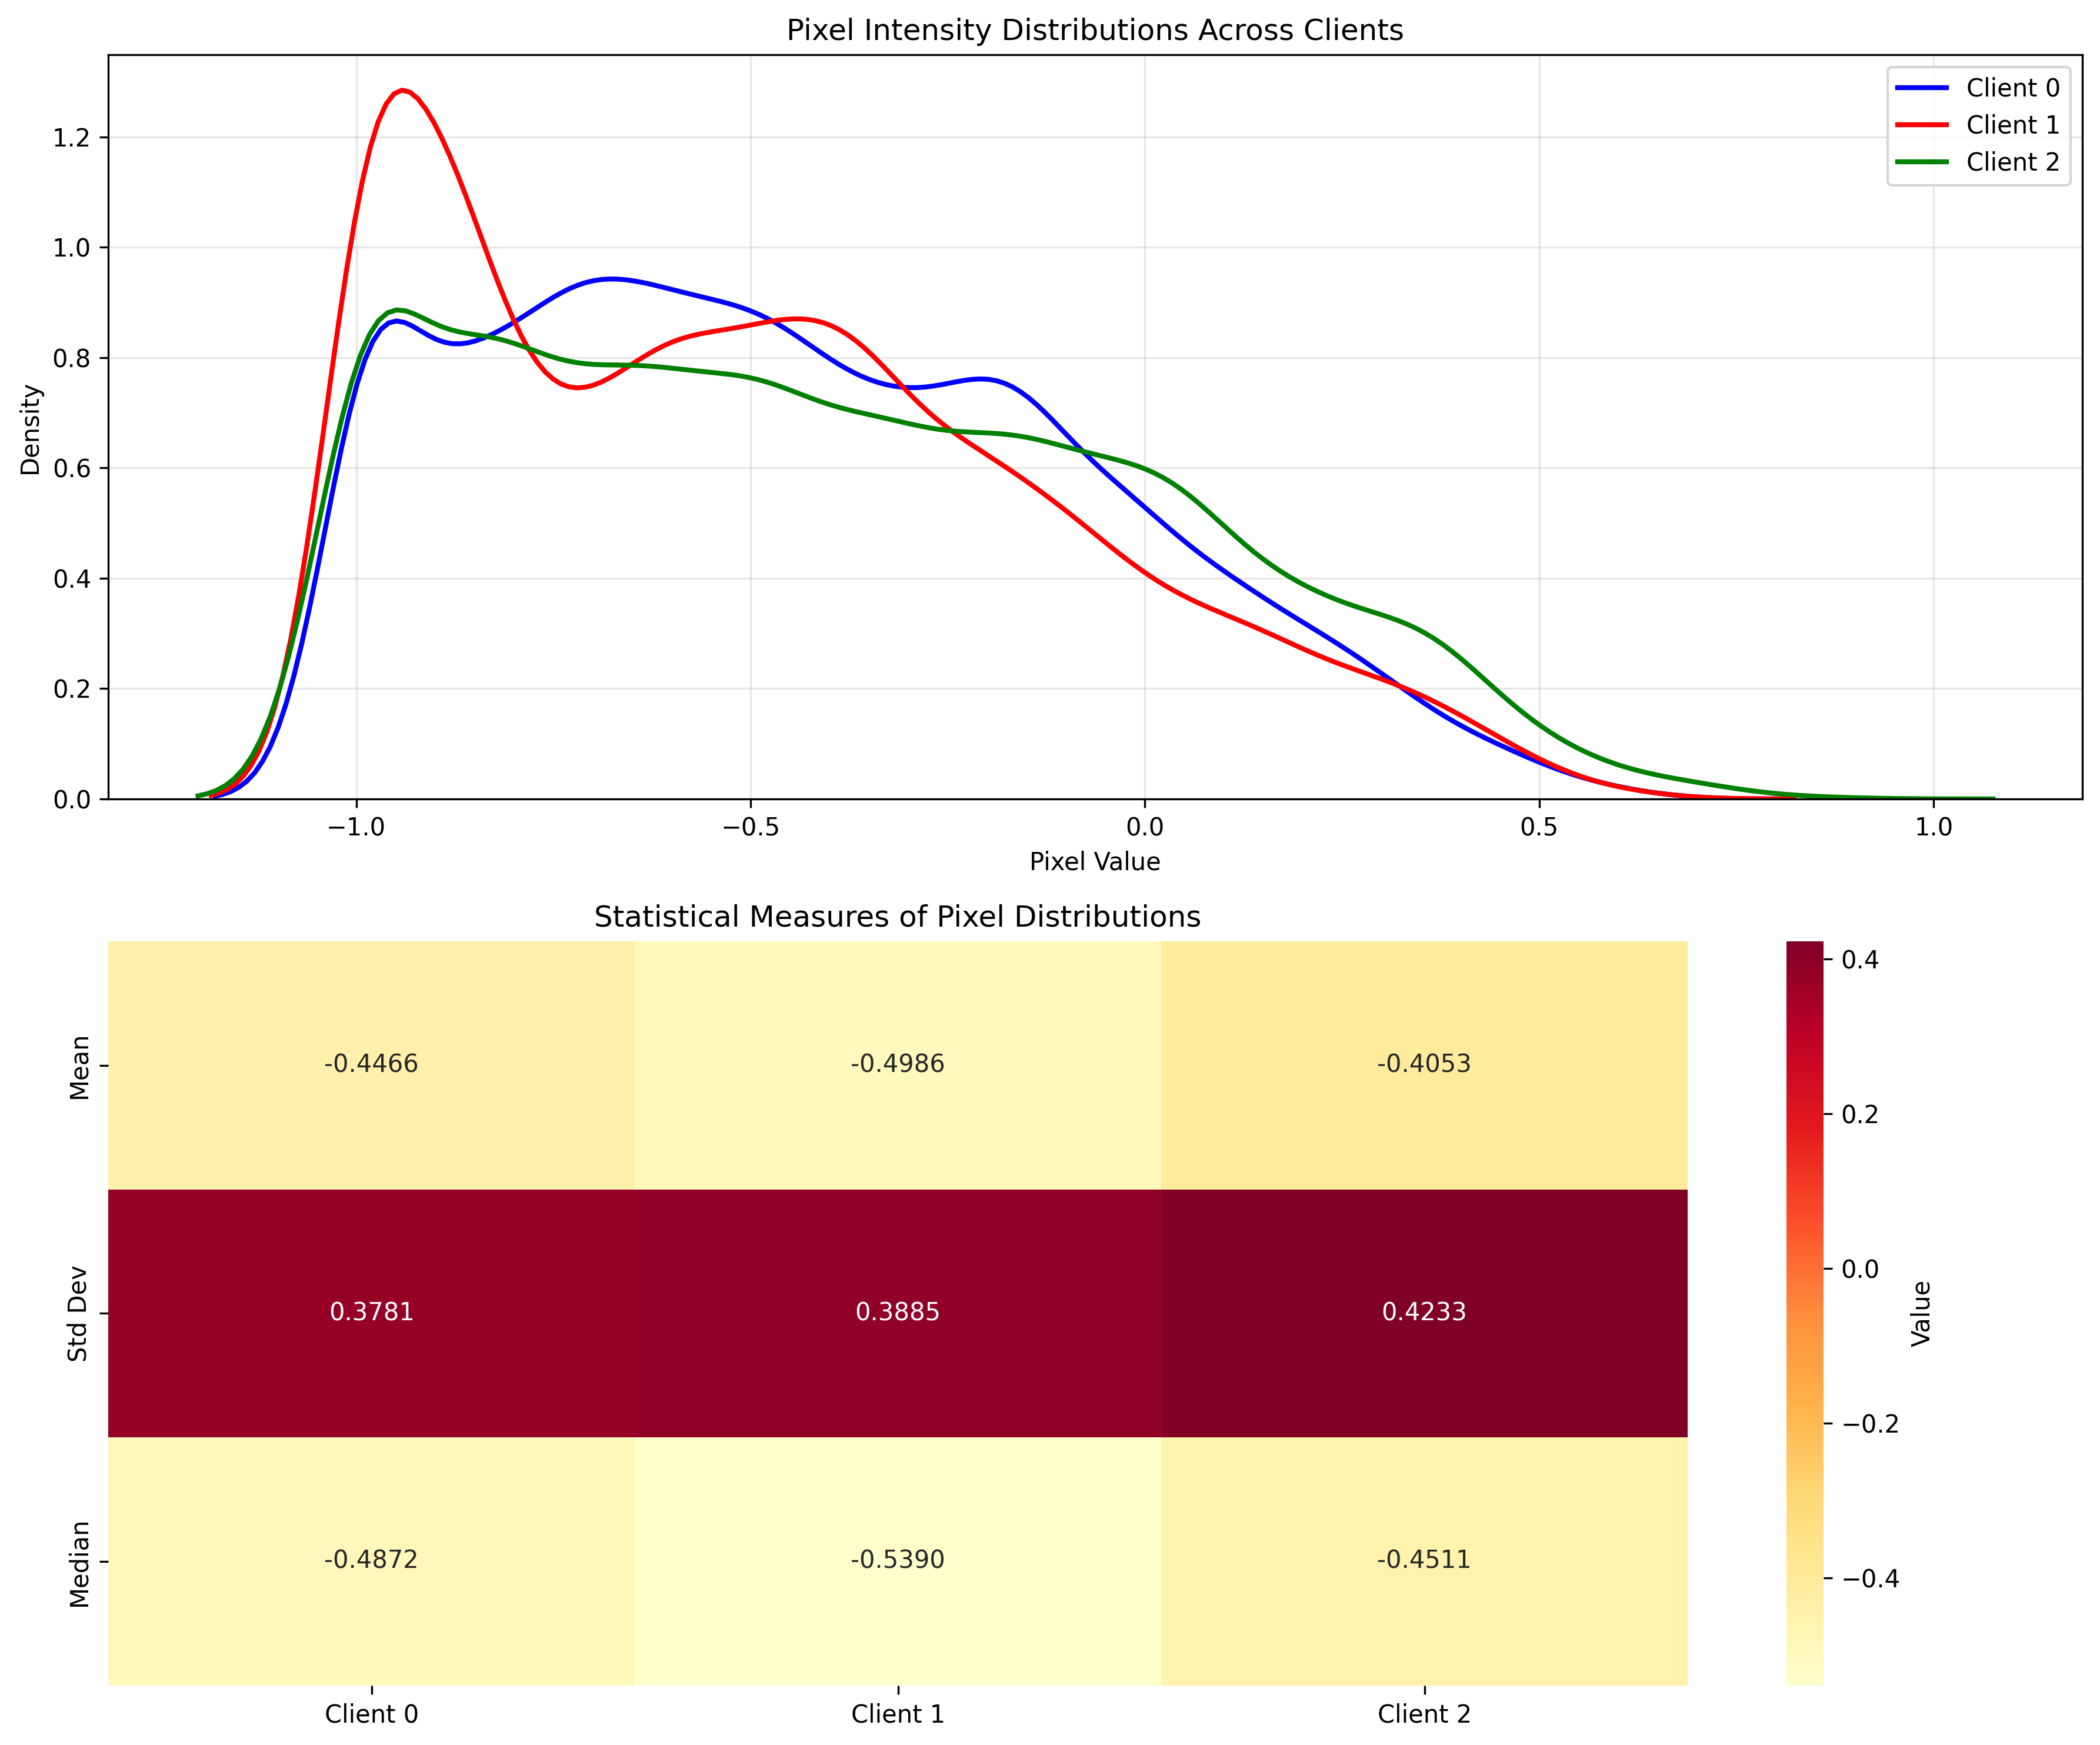 Pixel Intensity Distributions Across Clients
Client 0
Client 1
Client 2
Density
1.2
1.0
0.8
0.6
0.4
0.2
0.0
−1.0 −0.5 0.0 0.5 1.0
Pixel Value
Statistical Measures of Pixel Distributions
Mean
-0.4466 -0.4986 -0.4053
Std Dev
0.3781 0.3885 0.4233
Median
-0.4872 -0.5390 -0.4511
Client 0 Client 1 Client 2
0.4
0.2
0.0
−0.2
−0.4
Value